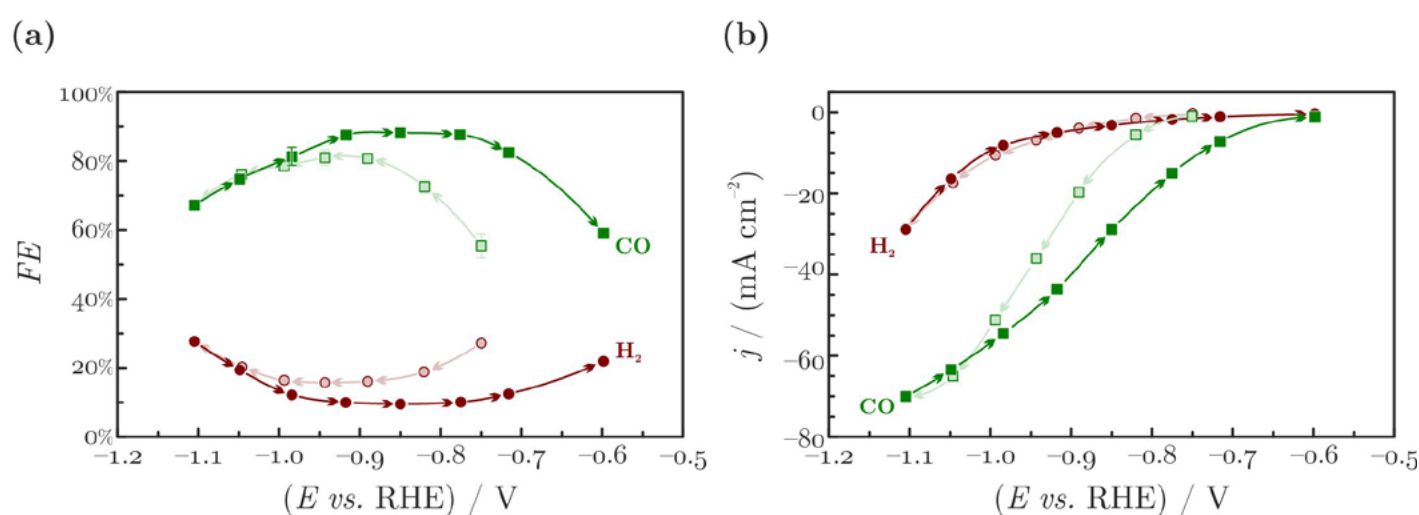 (a)
100%
80%
60%
40%
20%
0%
FE
CO
H₂
−1.2 −1.1 −1.0 −0.9 −0.8 −0.7 −0.6 −0.5
(E vs. RHE) / V
(b)
0
−20
−40
−60
−80
j / (mA cm⁻²)
H₂
CO
−1.2 −1.1 −1.0 −0.9 −0.8 −0.7 −0.6 −0.5
(E vs. RHE) / V